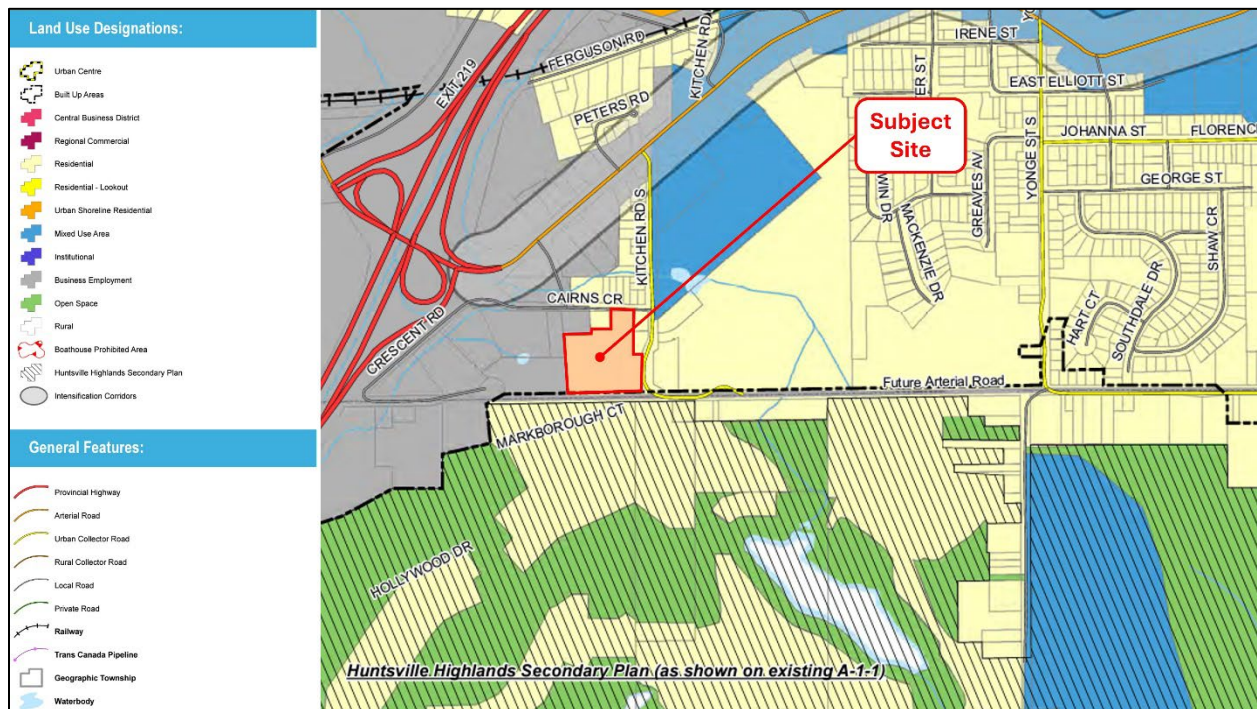 Land Use Designations:
Urban Centre
Built Up Areas
Central Business District
Regional Commercial
Residential
Residential - Lookout
Urban Shoreline Residential
Mixed Use Area
Institutional
Business Employment
Open Space
Rural
Boathouse Prohibited Area
Huntsville Highlands Secondary Plan
Intensification Corridors
General Features:
Provincial Highway
Arterial Road
Urban Collector Road
Rural Collector Road
Local Road
Private Road
Railway
Trans Canada Pipeline
Geographic Township
Waterbody
EXIT 219
FERGUSON RD
KITCHEN RD
PETERS RD
IRENE ST
EAST ELLIOTT ST
JOHANNA ST
FLORENC
GEORGE ST
YONGE ST S
GREAVES AV
MACKENZIE DR
WIN DR
ER ST
YO
SHAW CR
HART CT
SOUTHDALE DR
Subject
Site
KITCHEN RD S
CAIRNS CR
CRESCENT RD
Future Arterial Road
MARKBOROUGH CT
HOLLYWOOD DR
Huntsville Highlands Secondary Plan (as shown on existing A-1-1)